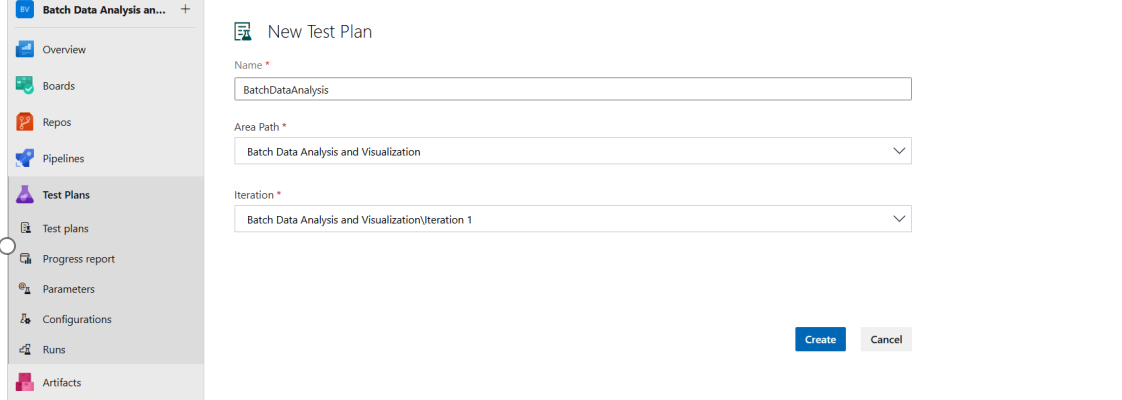 BV Batch Data Analysis an... +
Overview
Boards
Repos
Pipelines
Test Plans
Test plans
Progress report
Parameters
Configurations
Runs
Artifacts
New Test Plan
Name *
BatchDataAnalysis
Area Path *
Batch Data Analysis and Visualization
Iteration *
Batch Data Analysis and Visualization\Iteration 1
Create Cancel